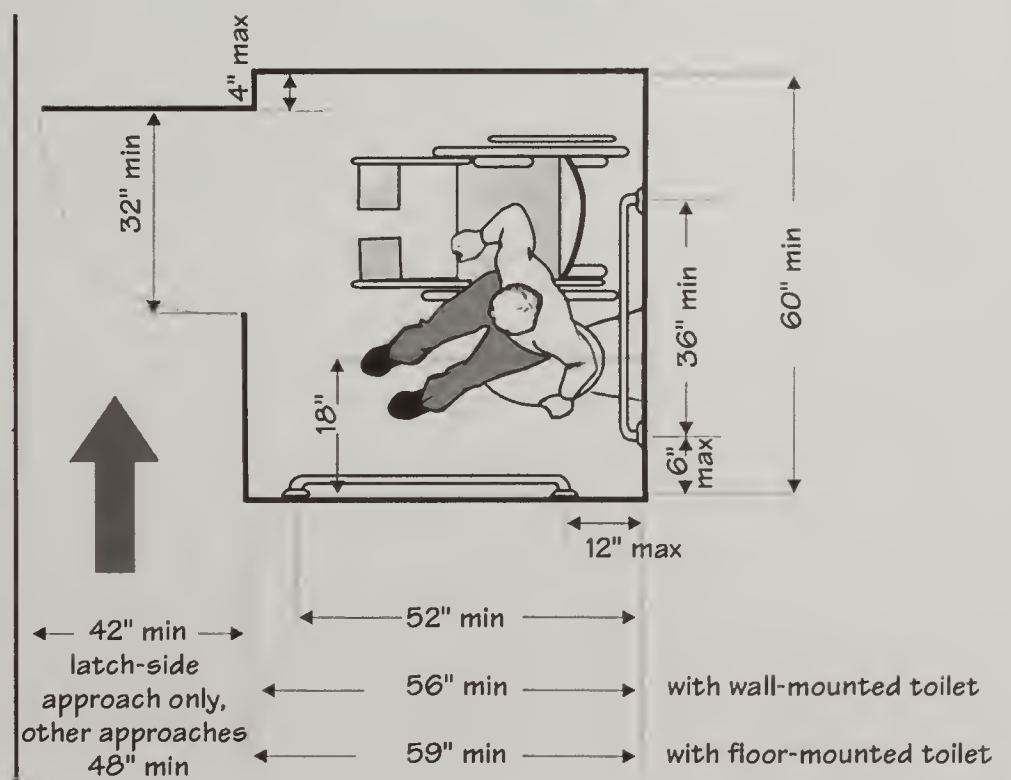 4" max
32" min
36" min
60" min
18"
6" max
12" max
52" min
42" min
latch-side
approach only,
other approaches
48" min
56" min
with wall-mounted toilet
59" min
with floor-mounted toilet